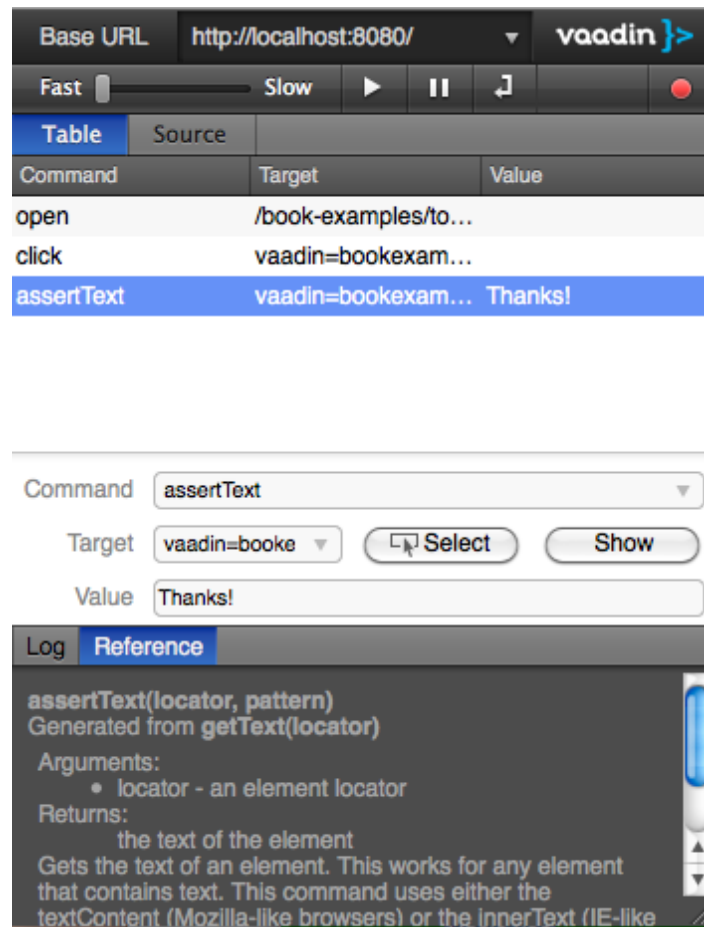 Base URL http://localhost:8080/ vaadin }>
Fast Slow
Table Source
Command Target Value
open /book-examples/to...
click vaadin=bookexam...
assertText vaadin=bookexam... Thanks!
Command assertText
Target vaadin=booke Select Show
Value Thanks!
Log Reference
assertText(locator, pattern)
Generated from getText(locator)
Arguments:
• locator - an element locator
Returns:
the text of the element
Gets the text of an element. This works for any element
that contains text. This command uses either the
textContent (Mozilla-like browsers) or the innerText (IE-like